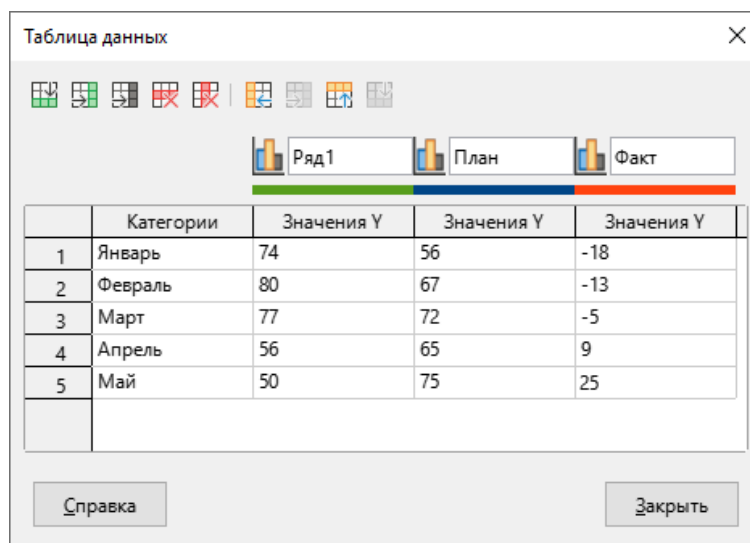 Таблица данных
Ряд1 План Факт
Категории Значения Y Значения Y Значения Y
1 Январь 74 56 -18
2 Февраль 80 67 -13
3 Март 77 72 -5
4 Апрель 56 65 9
5 Май 50 75 25
Справка Закрыть